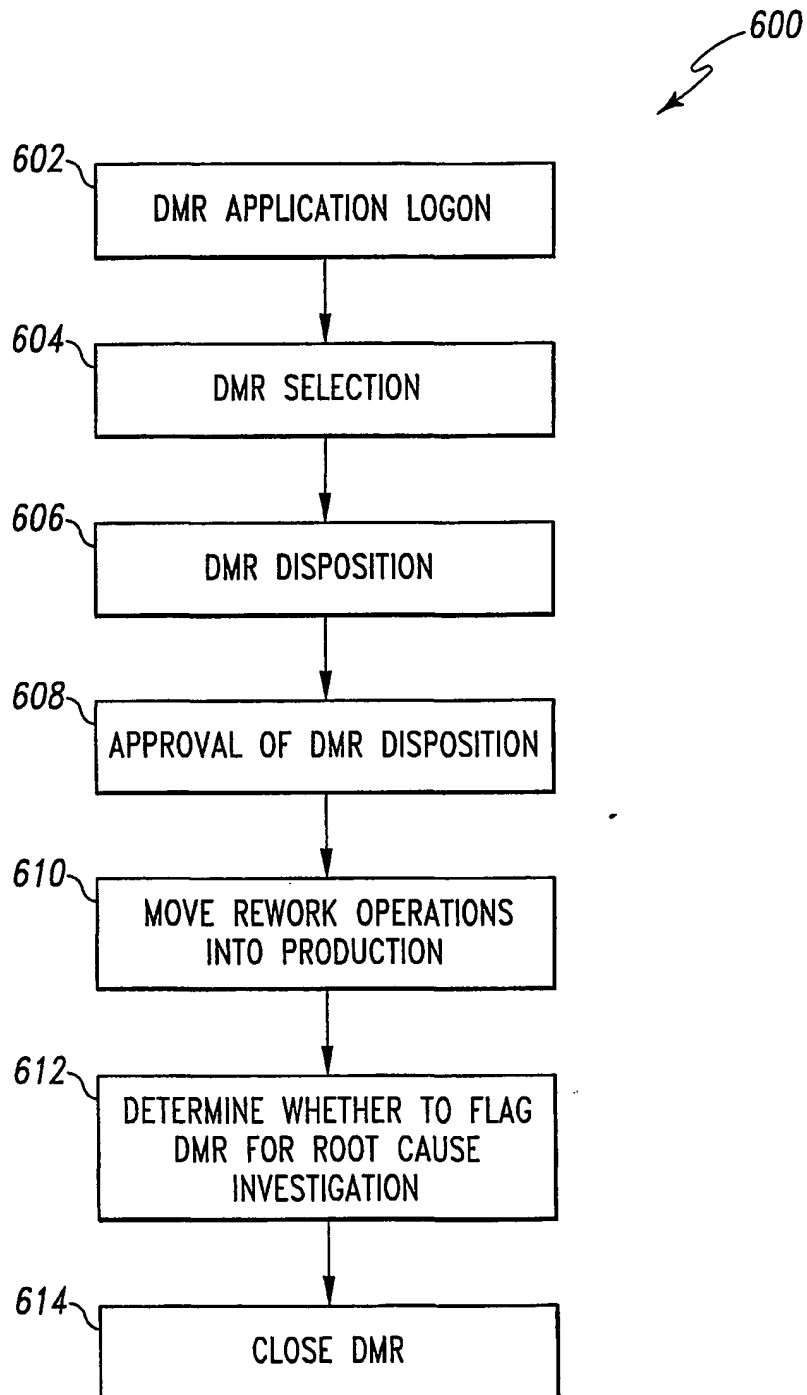 600
602
DMR APPLICATION LOGON
604
DMR SELECTION
606
DMR DISPOSITION
608
APPROVAL OF DMR DISPOSITION
610
MOVE REWORK OPERATIONS
INTO PRODUCTION
612
DETERMINE WHETHER TO FLAG
DMR FOR ROOT CAUSE
INVESTIGATION
614
CLOSE DMR